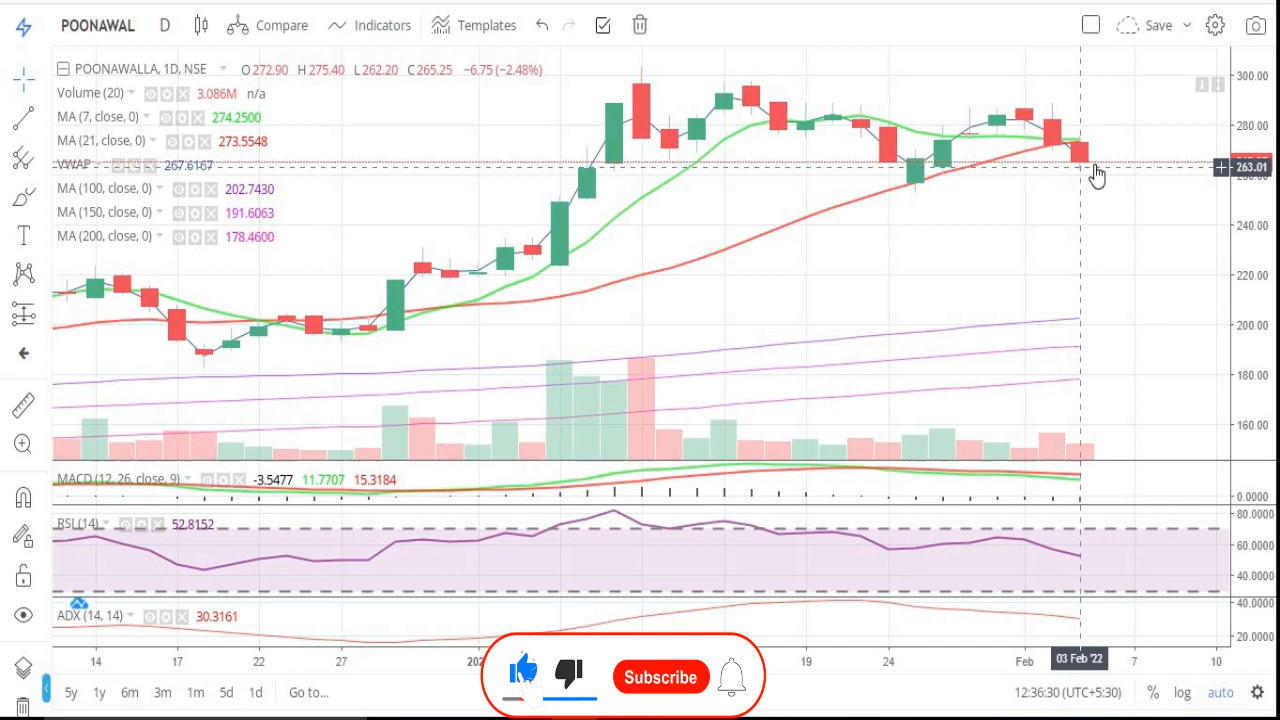 POONAWAL D Compare Indicators Templates Save
POONAWALLA, 1D, NSE O 272.90 H 275.40 L 262.20 C 265.25 −6.75 (−2.48%)
Volume (20) 3.086M n/a
MA (7, close, 0) 274.2500
MA (21, close, 0) 273.5548
VWAP 267.6167
MA (100, close, 0) 202.7430
MA (150, close, 0) 191.6063
MA (200, close, 0) 178.4600
300.00
280.00
263.01
240.00
220.00
200.00
180.00
160.00
MACD (12, 26, close, 9) -3.5477 11.7707 15.3184
0.0000
RSI (14) 52.8152
80.0000
60.0000
40.0000
ADX (14, 14) 30.3161
40.0000
20.0000
14 17 22 27 19 24 Feb 03 Feb '22 7 10
Subscribe
5y 1y 6m 3m 1m 5d 1d Go to... 12:36:30 (UTC+5:30) % log auto